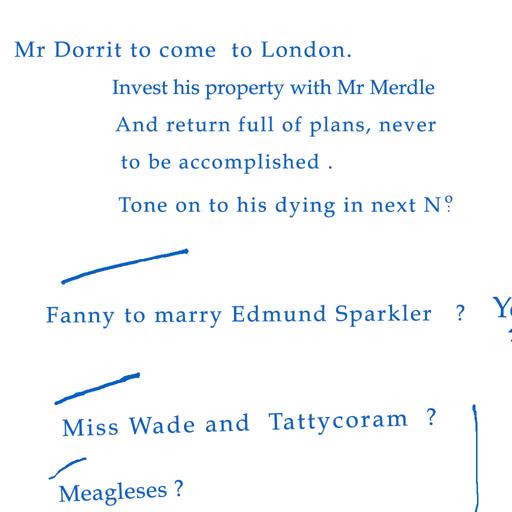 Mr Dorrit to come to London.
Invest his property with Mr Merdle
And return full of plans, never
to be accomplished .
Tone on to his dying in next Nº
Fanny to marry Edmund Sparkler ?
Miss Wade and Tattycoram ?
Meagleses ?